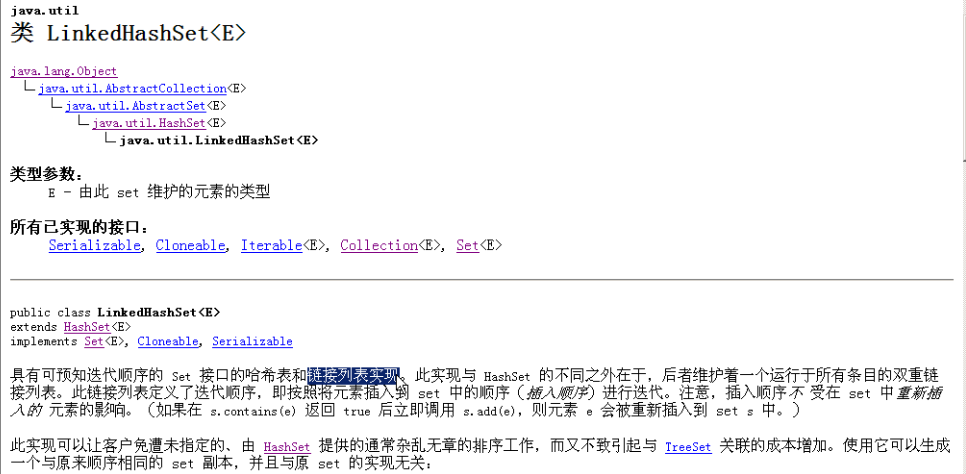 java.util
类 LinkedHashSet<E>
java.lang.Object
java.util.AbstractCollection<E>
java.util.AbstractSet<E>
java.util.HashSet<E>
java.util.LinkedHashSet<E>
类型参数：
E - 由此 set 维护的元素的类型
所有已实现的接口：
Serializable, Cloneable, Iterable<E>, Collection<E>, Set<E>
public class LinkedHashSet<E>
extends HashSet<E>
implements Set<E>, Cloneable, Serializable
具有可预知迭代顺序的 Set 接口的哈希表和链接列表实现。此实现与 HashSet 的不同之外在于，后者维护着一个运行于所有条目的双重链
接列表。此链接列表定义了迭代顺序，即按照将元素插入到 set 中的顺序（插入顺序）进行迭代。注意，插入顺序不 受在 set 中重新插
入的 元素的影响。（如果在 s.contains(e) 返回 true 后立即调用 s.add(e)，则元素 e 会被重新插入到 set s 中。）
此实现可以让客户免遭未指定的、由 HashSet 提供的通常杂乱无章的排序工作，而又不致引起与 TreeSet 关联的成本增加。使用它可以生成
一个与原来顺序相同的 set 副本，并且与原 set 的实现无关：